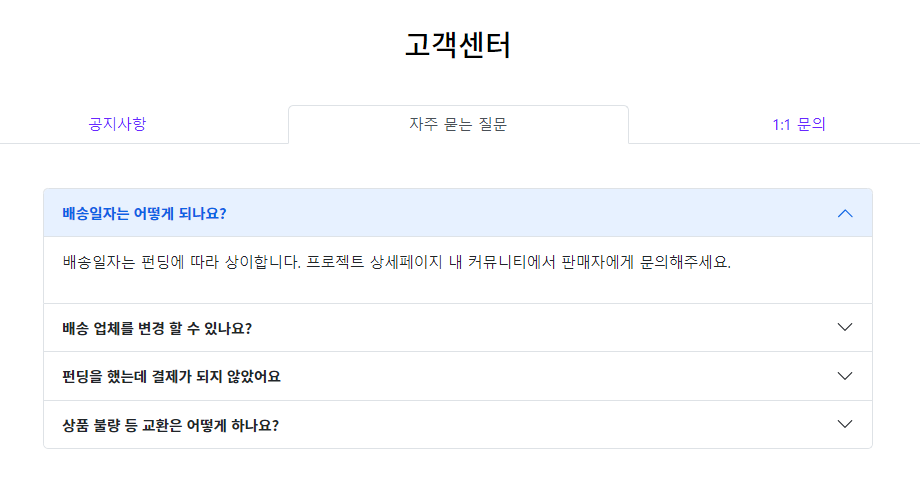 고객센터
공지사항
자주 묻는 질문
1:1 문의
배송일자는 어떻게 되나요?
배송일자는 펀딩에 따라 상이합니다. 프로젝트 상세페이지 내 커뮤니티에서 판매자에게 문의해주세요.
배송 업체를 변경 할 수 있나요?
펀딩을 했는데 결제가 되지 않았어요
상품 불량 등 교환은 어떻게 하나요?